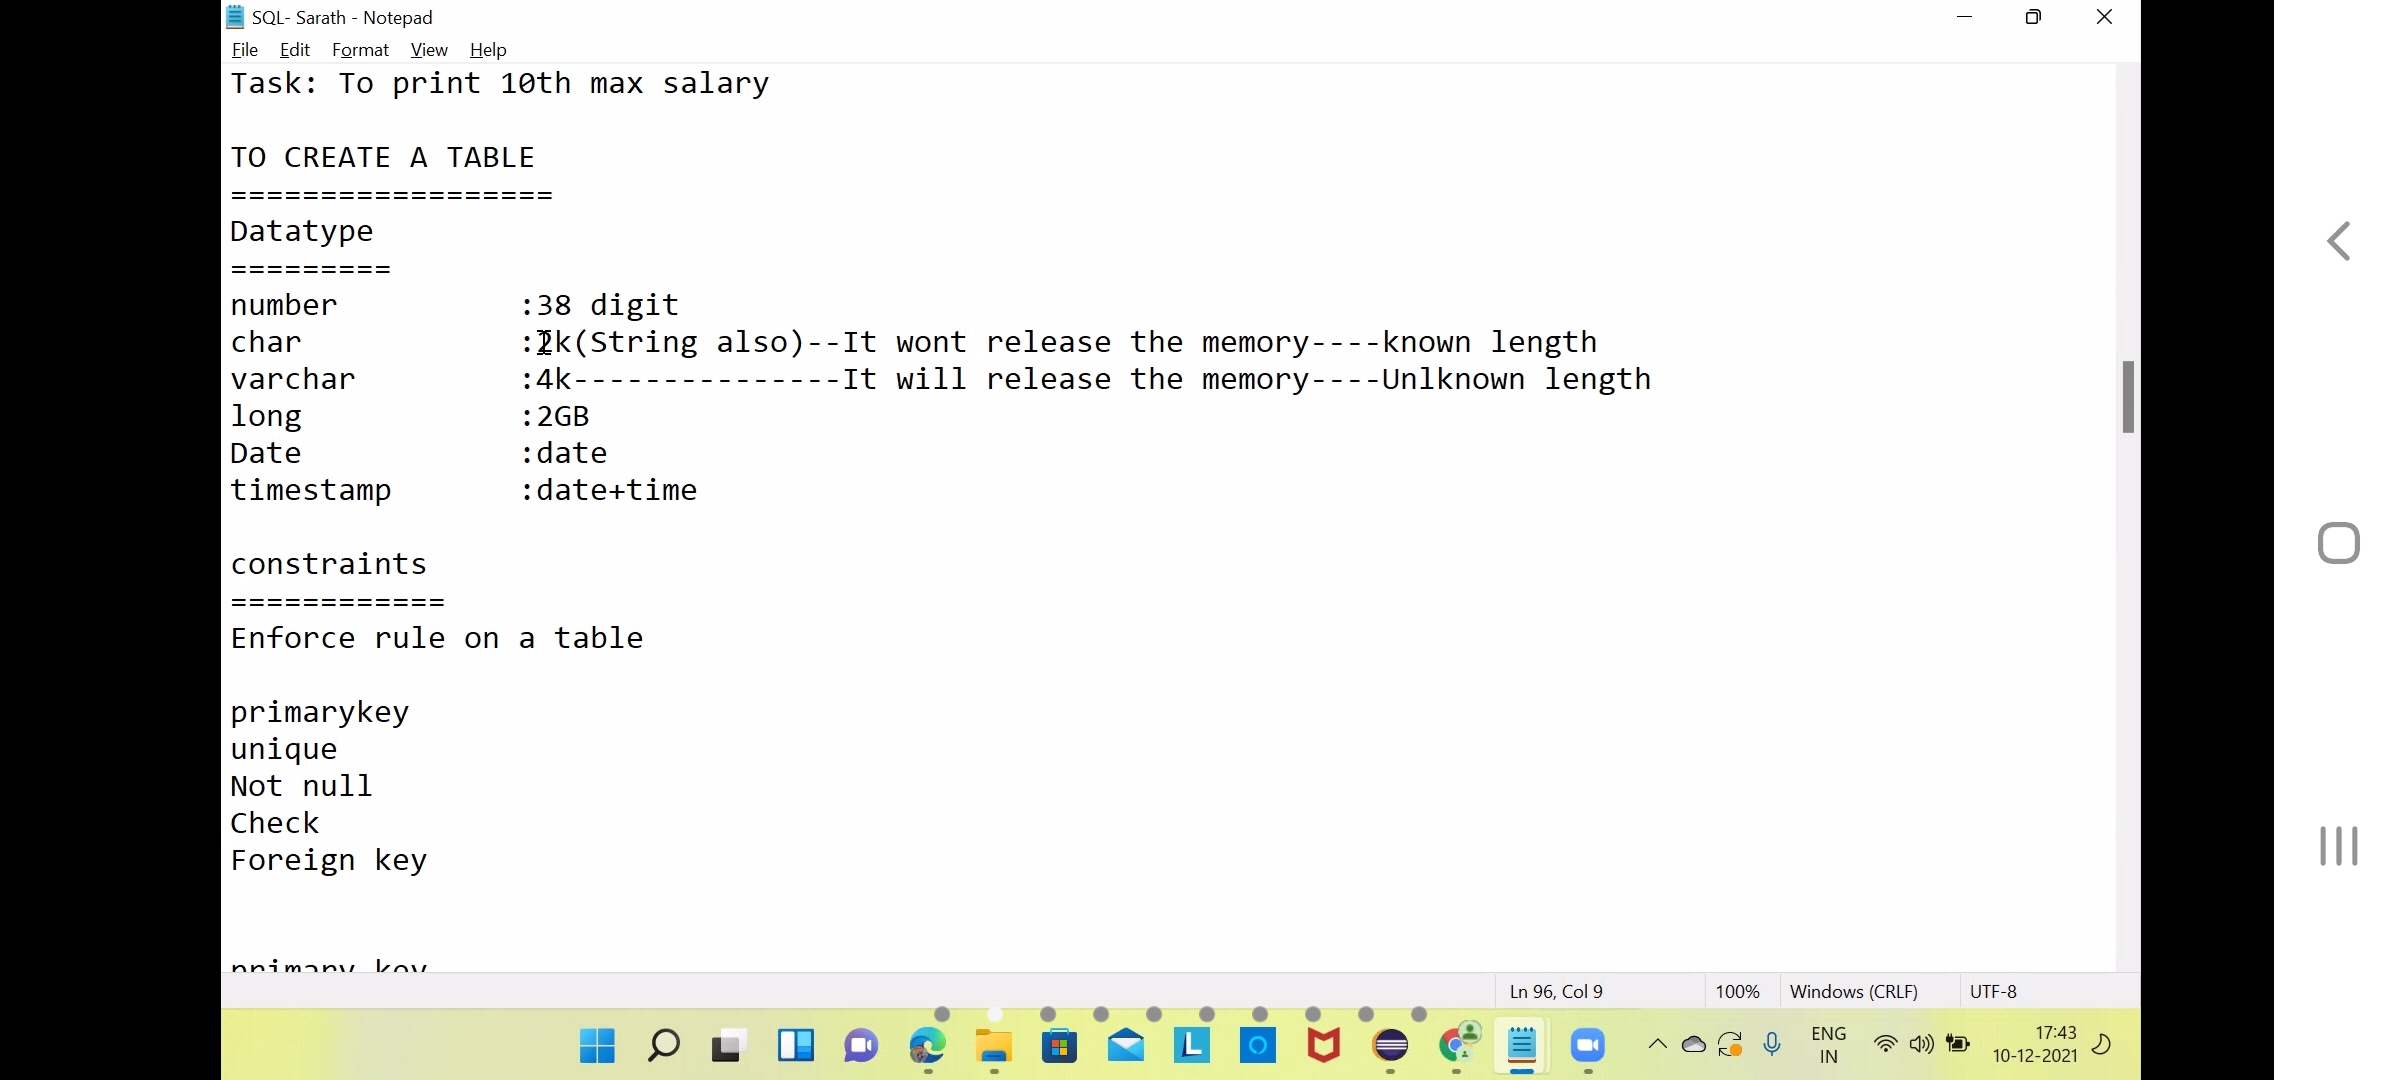 SQL- Sarath - Notepad
File Edit Format View Help
Task: To print 10th max salary
TO CREATE A TABLE
==================
Datatype
=========
number :38 digit
char :2k(String also)--It wont release the memory----known length
varchar :4k---------------It will release the memory----Unlknown length
long :2GB
Date :date
timestamp :date+time
constraints
============
Enforce rule on a table
primarykey
unique
Not null
Check
Foreign key
primary key
Ln 96, Col 9 100% Windows (CRLF) UTF-8
ENG
IN
17:43
10-12-2021